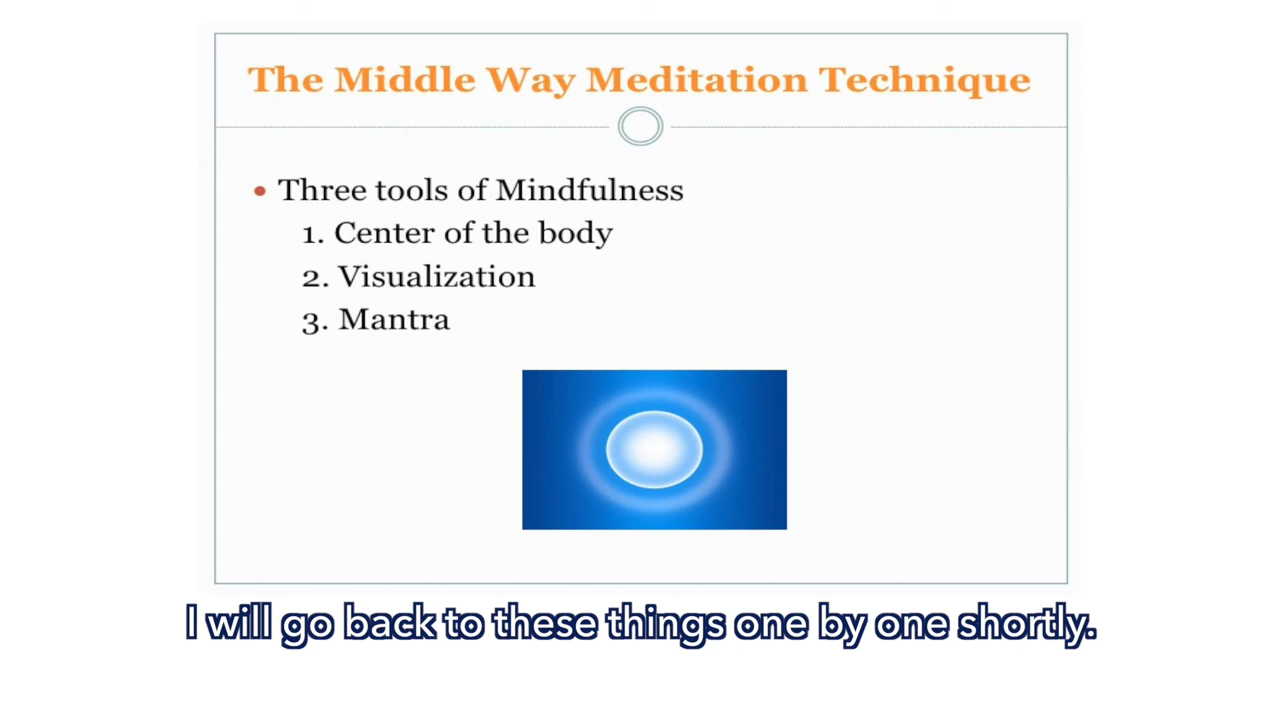 The Middle Way Meditation Technique
• Three tools of Mindfulness
1. Center of the body
2. Visualization
3. Mantra
I will go back to these things one by one shortly.